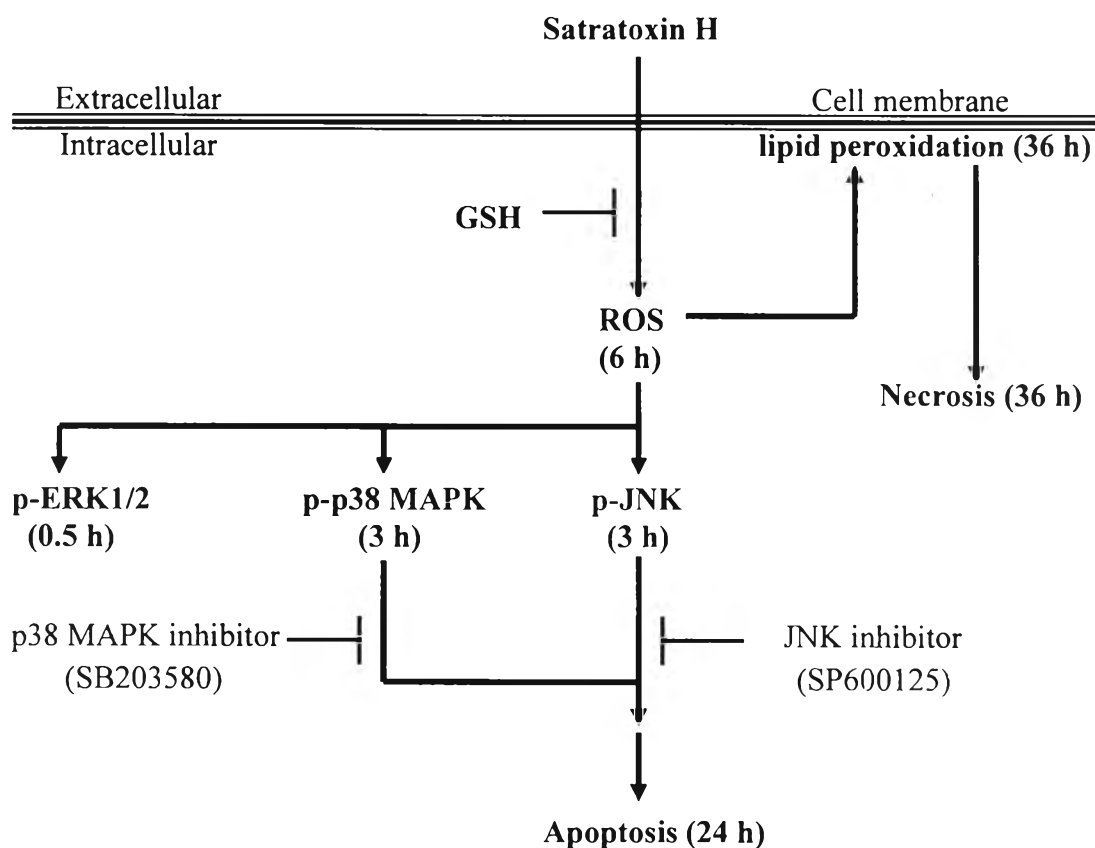 Satratoxin H
Extracellular
Cell membrane
Intracellular
lipid peroxidation (36 h)
GSH
ROS
(6 h)
Necrosis (36 h)
p-ERK1/2
(0.5 h)
p-p38 MAPK
(3 h)
p-JNK
(3 h)
p38 MAPK inhibitor
(SB203580)
JNK inhibitor
(SP600125)
Apoptosis (24 h)